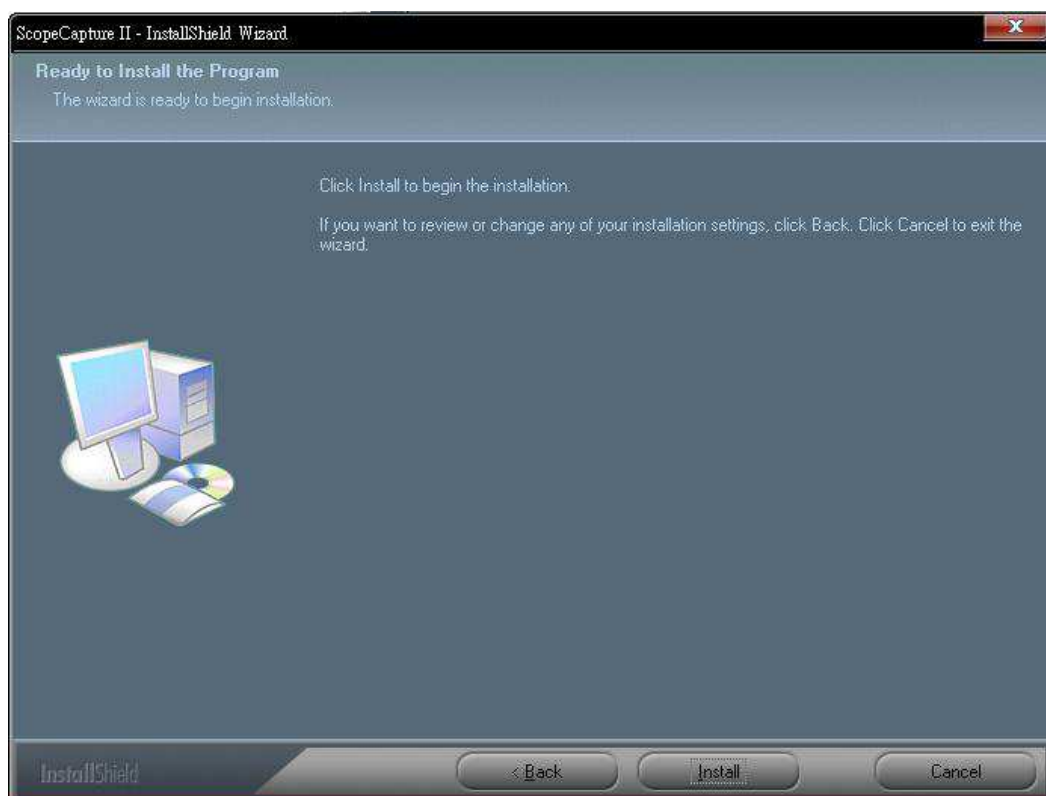 ScopeCapture II - InstallShield Wizard
Ready to Install the Program
The wizard is ready to begin installation.
Click Install to begin the installation.
If you want to review or change any of your installation settings, click Back. Click Cancel to exit the
wizard.
InstallShield
< Back
Install
Cancel